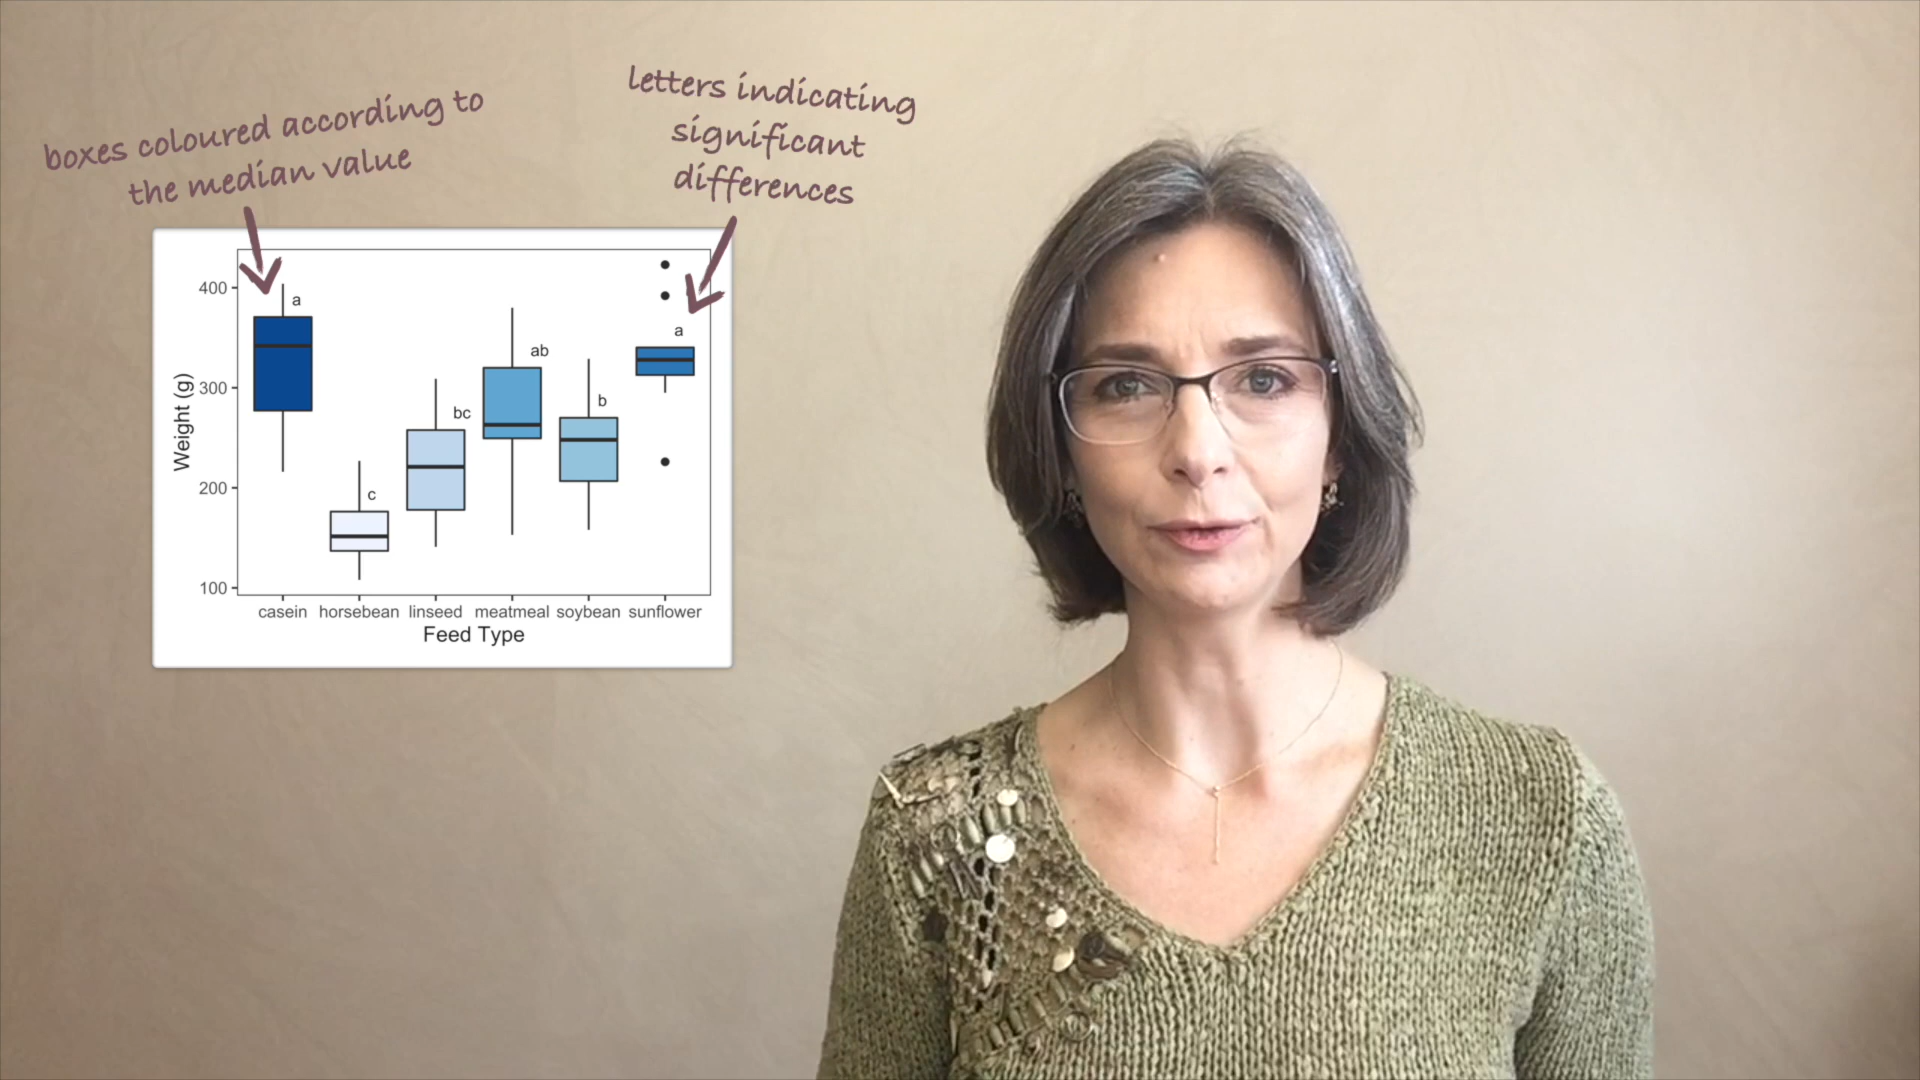 boxes coloured according to
the median value
letters indicating
significant
differences
400
300
200
100
Weight (g)
a
c
bc
ab
b
a
casein horsebean linseed meatmeal soybean sunflower
Feed Type